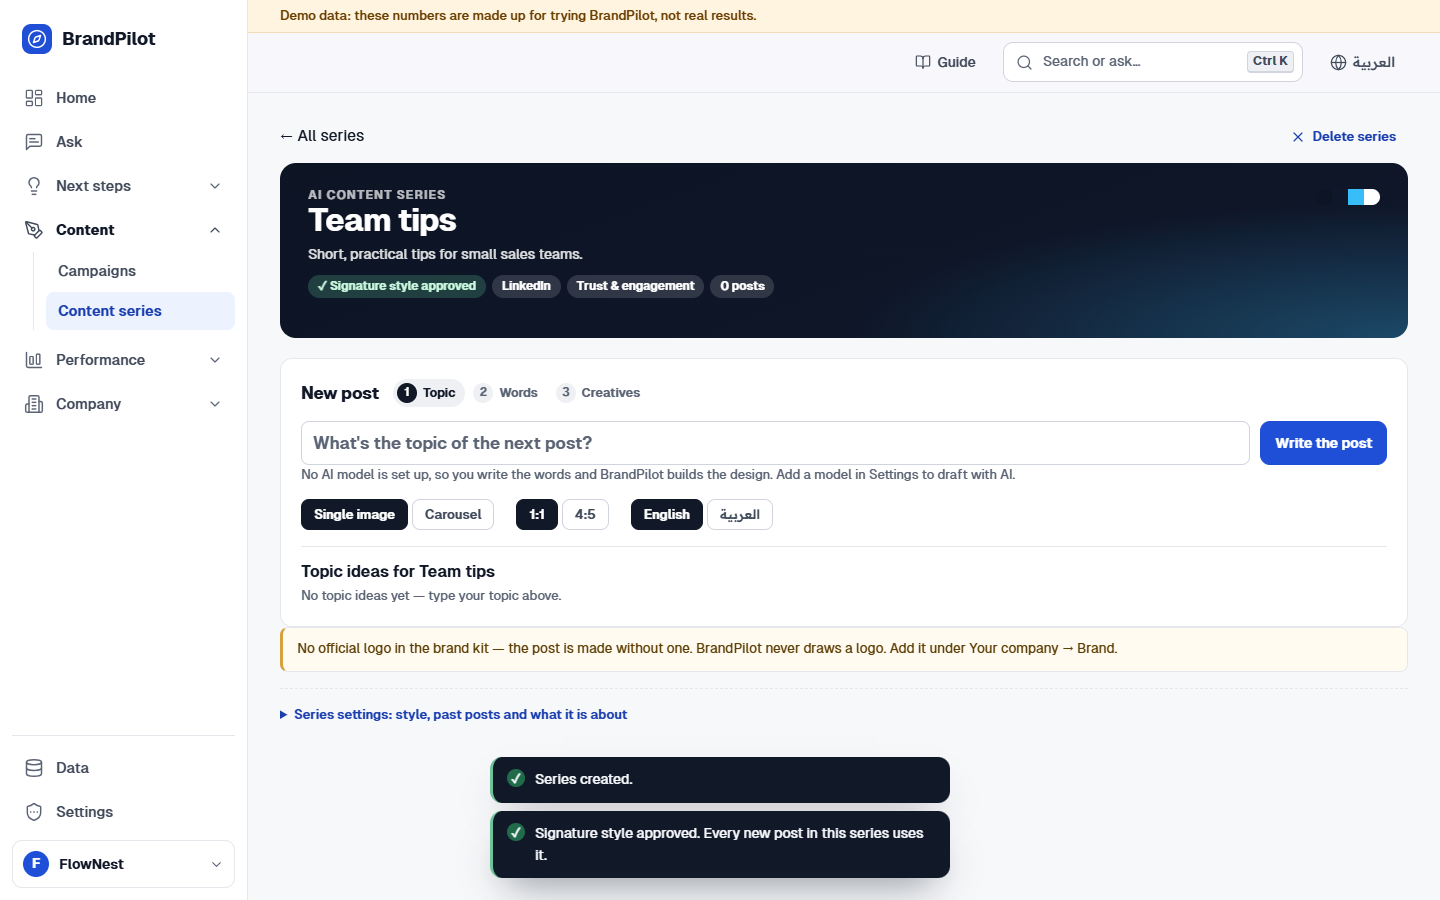 Demo data: these numbers are made up for trying BrandPilot, not real results.
BrandPilot
Guide
Search or ask...
Ctrl K
العربية
Home
Ask
Next steps
Content
Campaigns
Content series
Performance
Company
Data
Settings
F FlowNest
← All series
Delete series
AI CONTENT SERIES
Team tips
Short, practical tips for small sales teams.
✓ Signature style approved
LinkedIn
Trust & engagement
0 posts
New post
1 Topic
2 Words
3 Creatives
What's the topic of the next post?
Write the post
No AI model is set up, so you write the words and BrandPilot builds the design. Add a model in Settings to draft with AI.
Single image
Carousel
1:1
4:5
English
العربية
Topic ideas for Team tips
No topic ideas yet — type your topic above.
No official logo in the brand kit — the post is made without one. BrandPilot never draws a logo. Add it under Your company → Brand.
Series settings: style, past posts and what it is about
Series created.
Signature style approved. Every new post in this series uses
it.